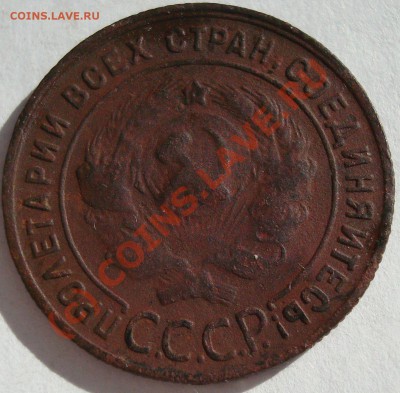 COINS.LAVE.RU
ПРОЛЕТАРИИ ВСЕХ СТРАН, СОЕДИНЯЙТЕСЬ!
С.С.С.Р.
COINS.LAVE.RU